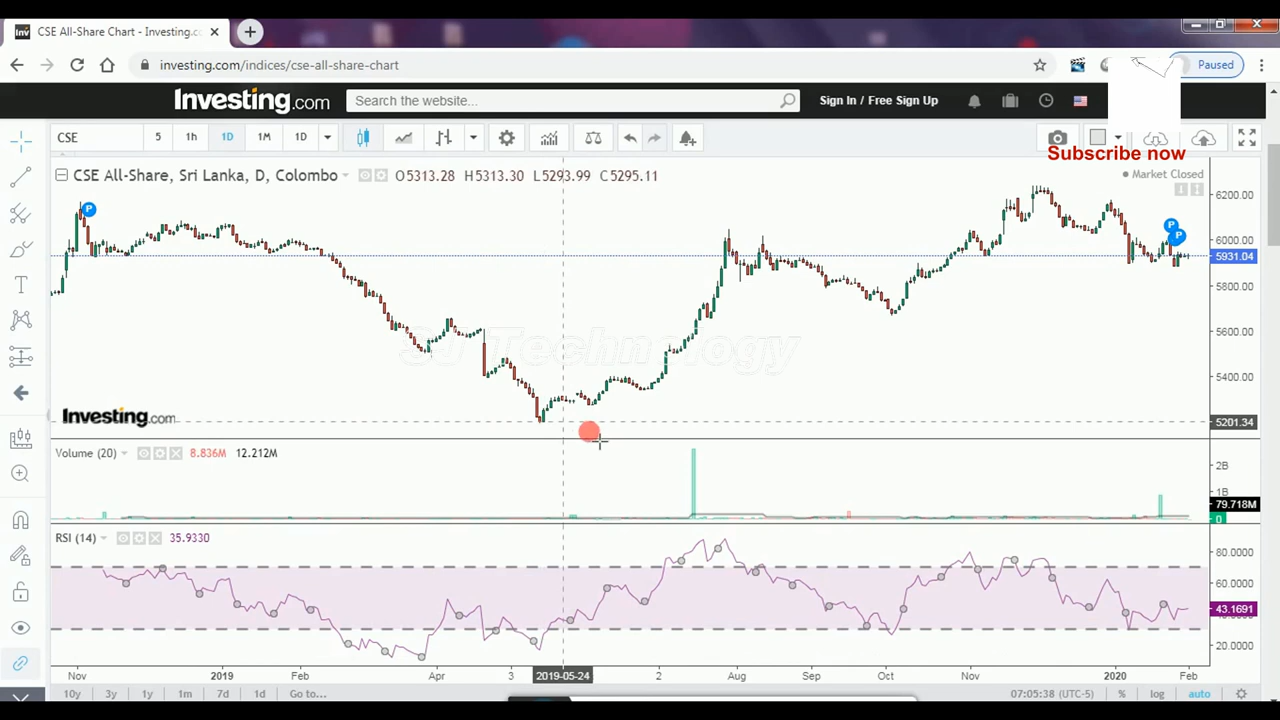 CSE All-Share Chart - Investing.c
investing.com/indices/cse-all-share-chart
Paused
Investing.com
Search the website...
Sign In / Free Sign Up
CSE
5
1h
1D
1M
1D
Subscribe now
CSE All-Share, Sri Lanka, D, Colombo
O5313.28 H5313.30 L5293.99 C5295.11
Market Closed
6200.00
P
P
P
6000.00
5931.04
5800.00
5600.00
5400.00
Investing.com
5201.34
Volume (20)
8.836M 12.212M
2B
1B
79.718M
0
RSI (14)
35.9330
80.0000
60.0000
43.1691
20.0000
Nov
2019
Feb
Apr
3
2019-05-24
2
Aug
Sep
Oct
Nov
2020
Feb
10y
3y
1y
1m
7d
1d
Go to...
07:05:38 (UTC-5)
%
log
auto